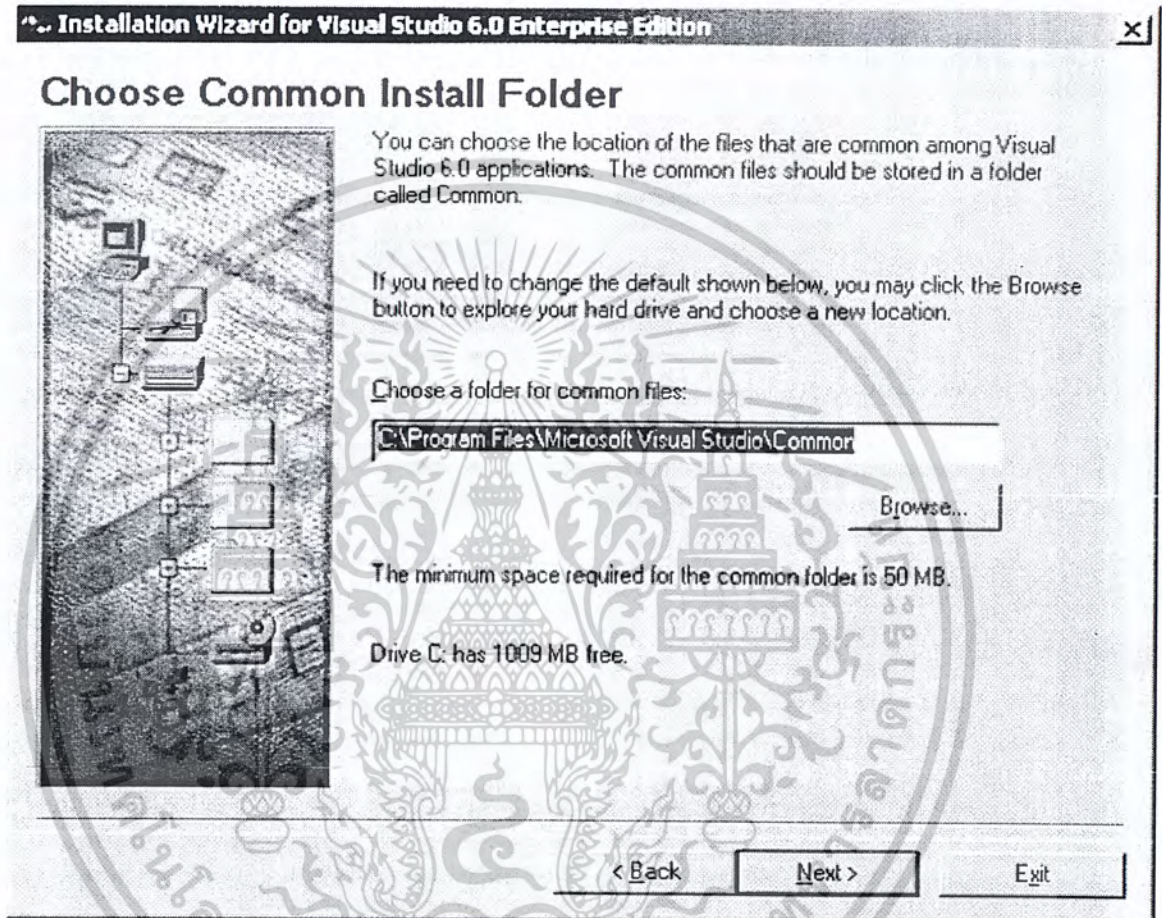 Installation Wizard for Visual Studio 6.0 Enterprise Edition
Choose Common Install Folder
You can choose the location of the files that are common among Visual
Studio 6.0 applications. The common files should be stored in a folder
called Common.
If you need to change the default shown below, you may click the Browse
button to explore your hard drive and choose a new location.
Choose a folder for common files:
C:\Program Files\Microsoft Visual Studio\Common
Browse...
The minimum space required for the common folder is 50 MB.
Drive C: has 1009 MB free.
< Back
Next >
Exit